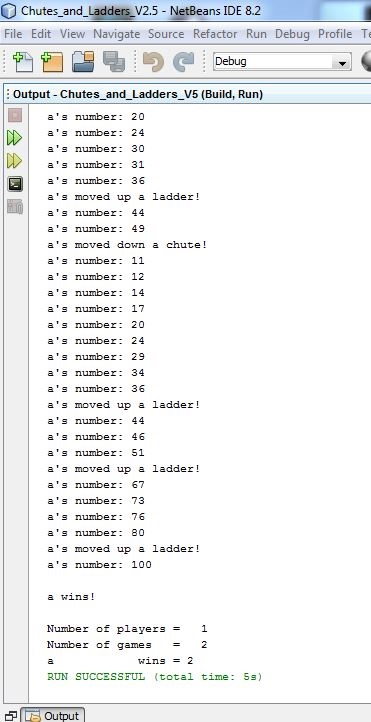 Chutes_and_Ladders_V2.5 - NetBeans IDE 8.2
File Edit View Navigate Source Refactor Run Debug Profile
Debug
Output - Chutes_and_Ladders_V5 (Build, Run)
a's number: 20
a's number: 24
a's number: 30
a's number: 31
a's number: 36
a's moved up a ladder!
a's number: 44
a's number: 49
a's moved down a chute!
a's number: 11
a's number: 12
a's number: 14
a's number: 17
a's number: 20
a's number: 24
a's number: 29
a's number: 34
a's number: 36
a's moved up a ladder!
a's number: 44
a's number: 46
a's number: 51
a's moved up a ladder!
a's number: 67
a's number: 73
a's number: 76
a's number: 80
a's moved up a ladder!
a's number: 100
a wins!
Number of players = 1
Number of games = 2
a wins = 2
RUN SUCCESSFUL (total time: 5s)
Output